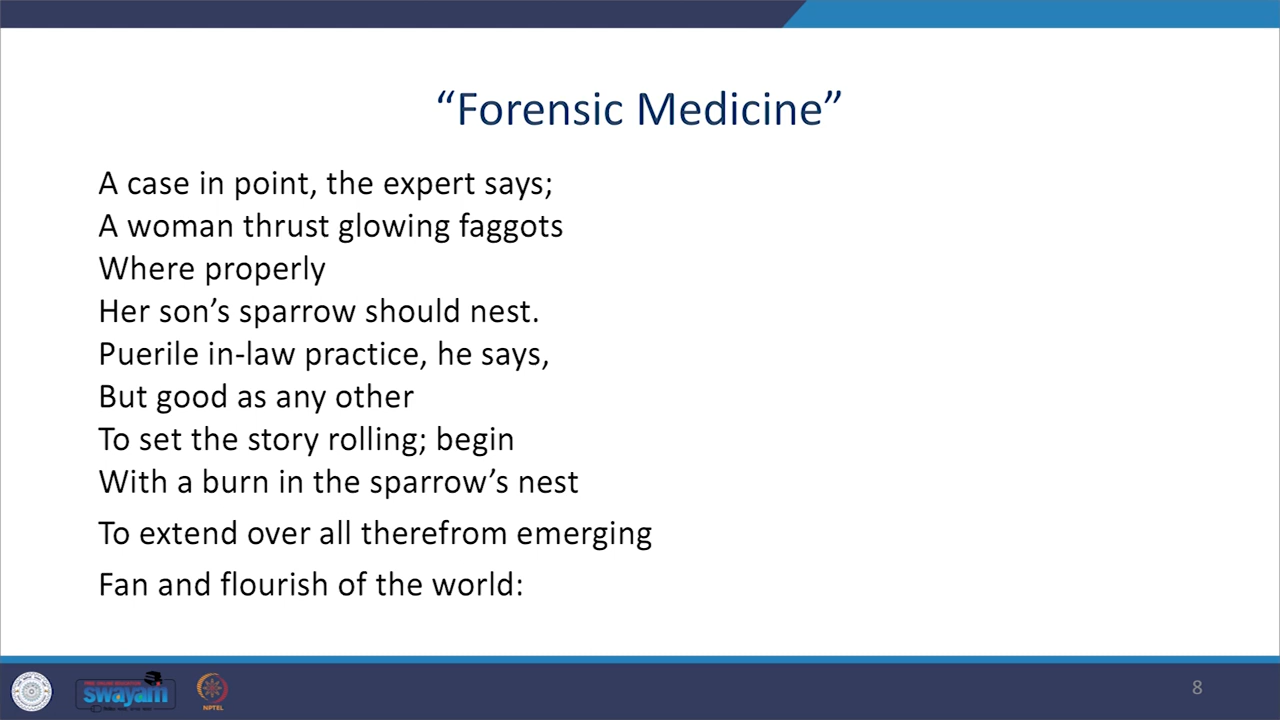 “Forensic Medicine”
A case in point, the expert says;
A woman thrust glowing faggots
Where properly
Her son’s sparrow should nest.
Puerile in-law practice, he says,
But good as any other
To set the story rolling; begin
With a burn in the sparrow’s nest
To extend over all therefrom emerging
Fan and flourish of the world:
swayam
NPTEL
8